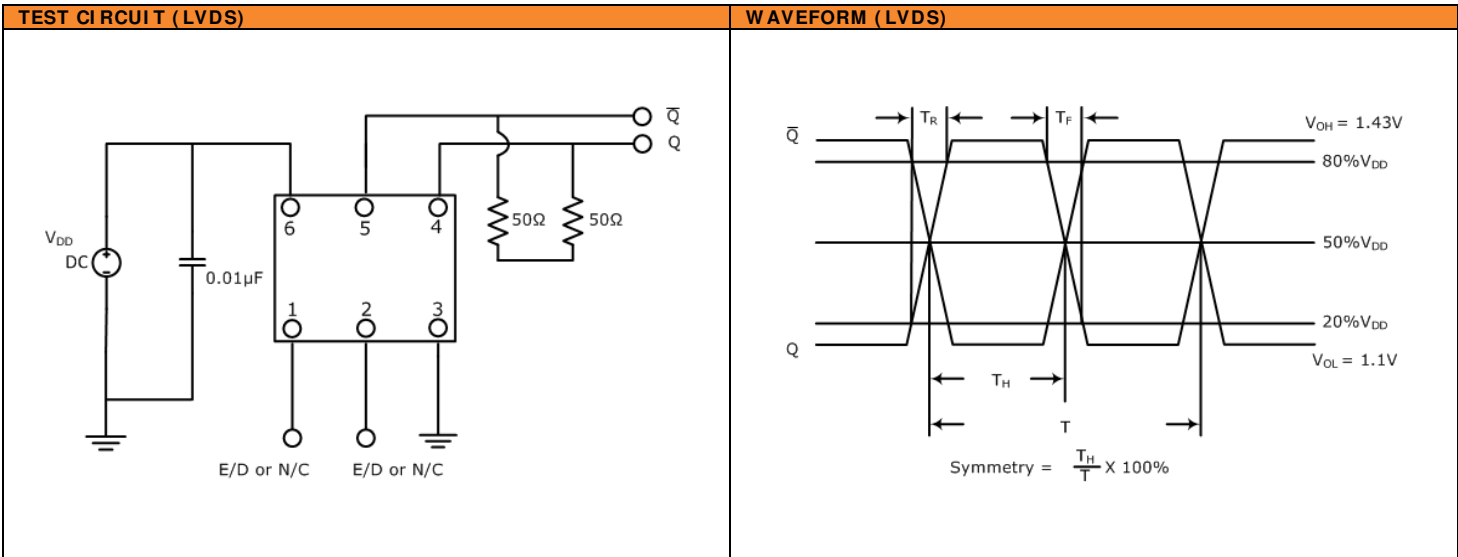 TEST CIRCUIT (LVDS)
Q̅
Q
6 5 4
50Ω 50Ω
V_DD
DC
+
-
0.01µF
1 2 3
E/D or N/C E/D or N/C
WAVEFORM (LVDS)
T_R T_F
V_OH = 1.43V
Q̅
80%V_DD
50%V_DD
20%V_DD
Q
V_OL = 1.1V
T_H
T
Symmetry = T_H/T X 100%